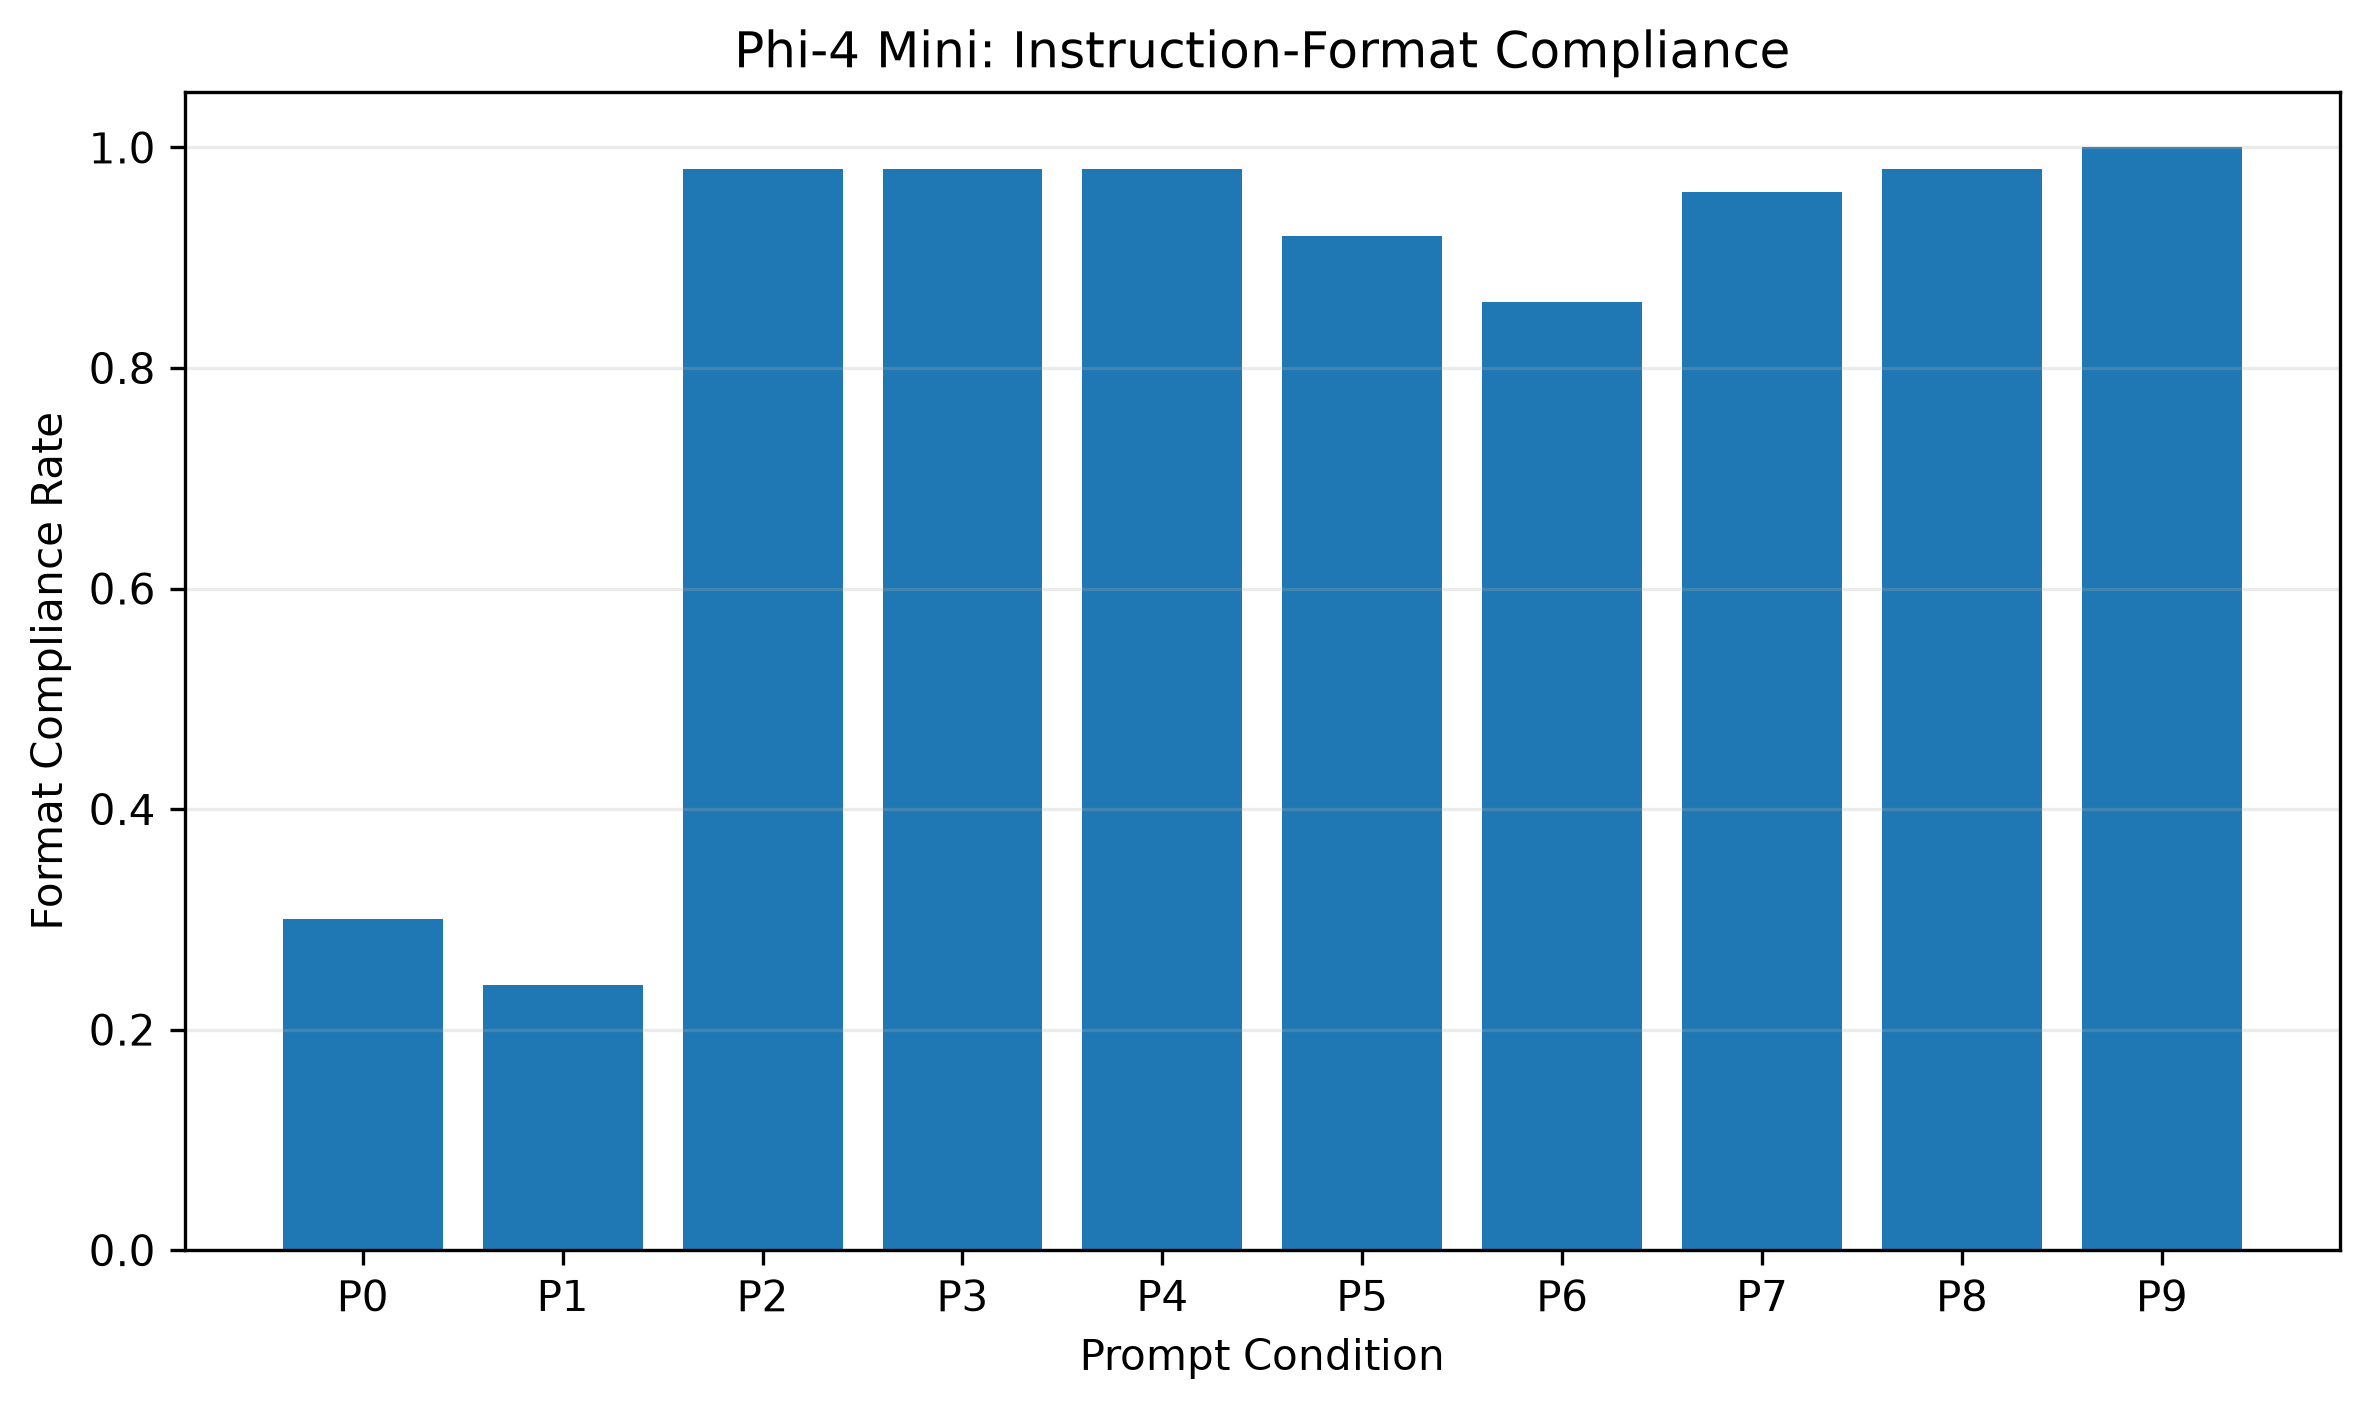 Phi-4 Mini: Instruction-Format Compliance
Format Compliance Rate
1.0
0.8
0.6
0.4
0.2
0.0
P0 P1 P2 P3 P4 P5 P6 P7 P8 P9
Prompt Condition